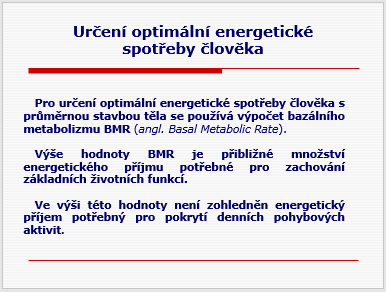 Určení optimální energetické
spotřeby člověka
Pro určení optimální energetické spotřeby člověka s
průměrnou stavbou těla se používá výpočet bazálního
metabolizmu BMR (angl. Basal Metabolic Rate).
Výše hodnoty BMR je přibližné množství
energetického příjmu potřebné pro zachování
základních životních funkcí.
Ve výši této hodnoty není zohledněn energetický
příjem potřebný pro pokrytí denních pohybových
aktivit.